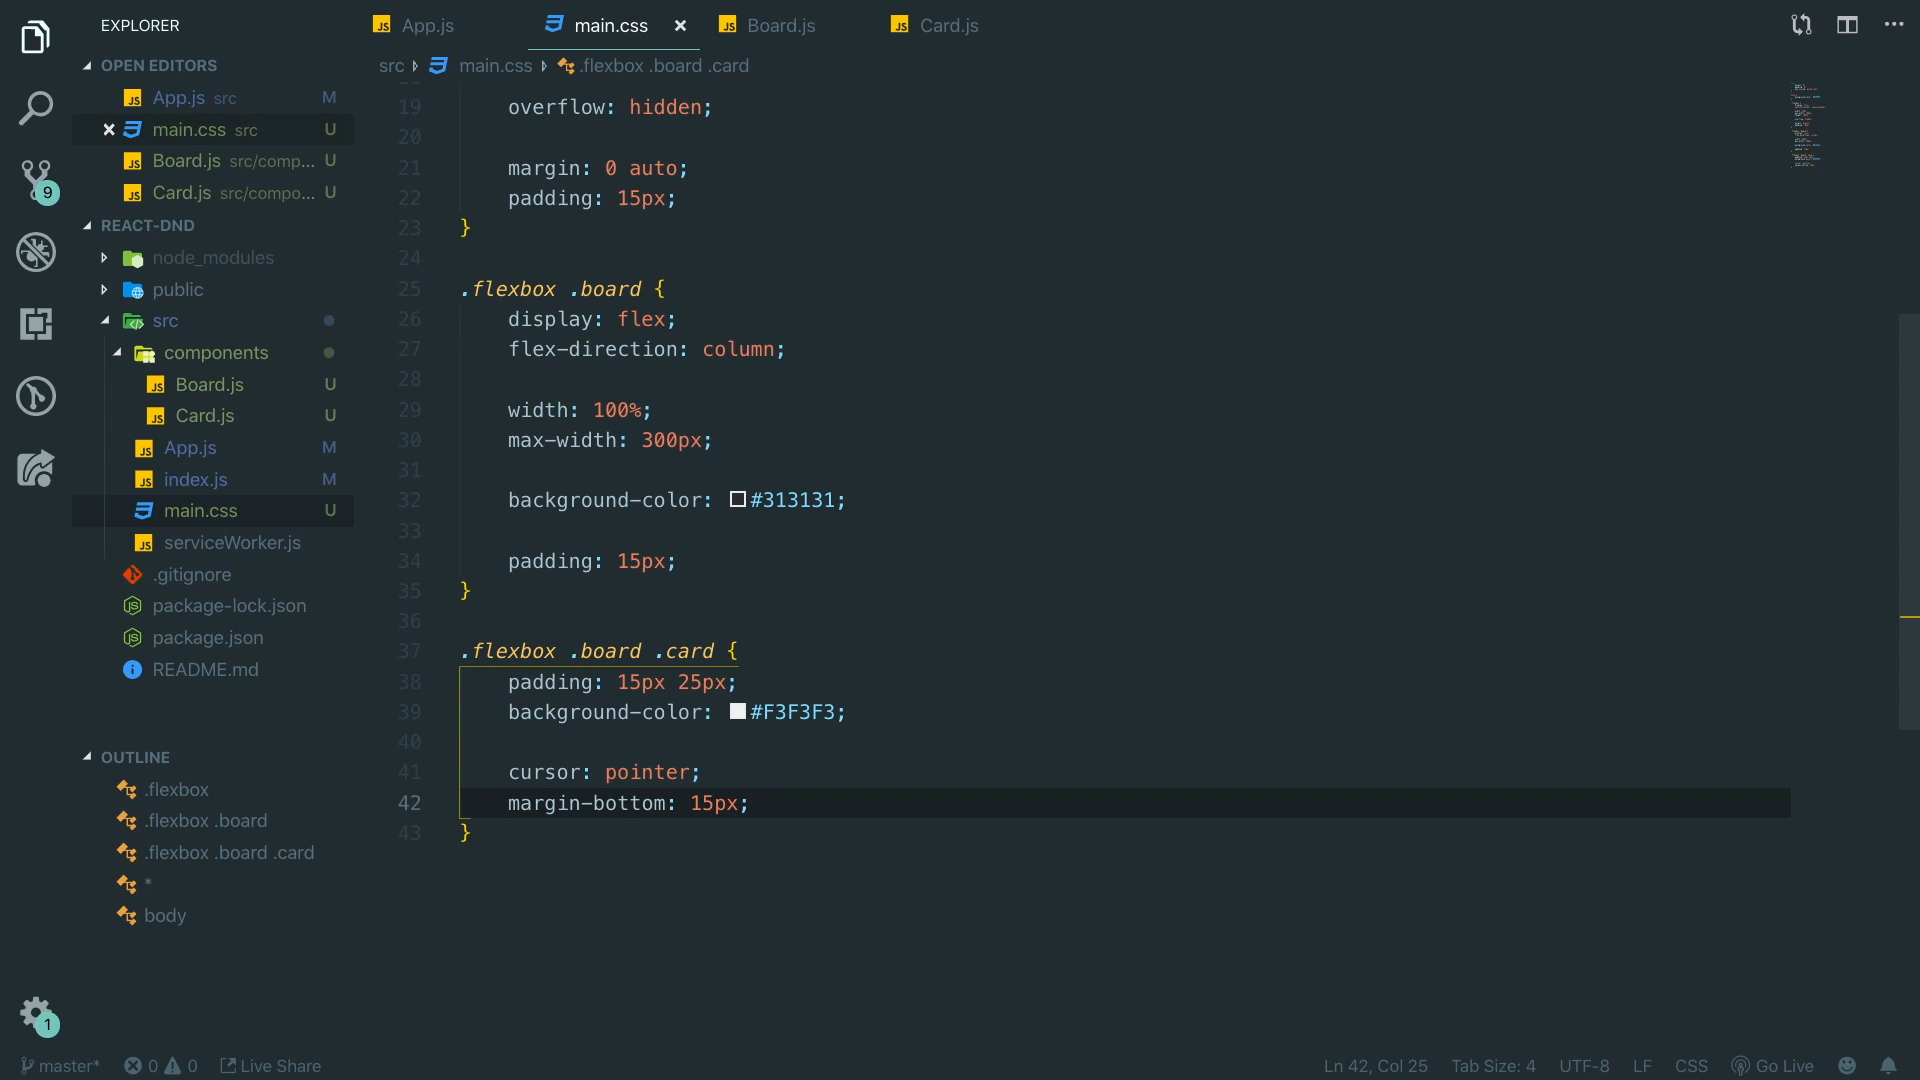 EXPLORER
OPEN EDITORS
App.js src M
main.css src U
Board.js src/comp... U
Card.js src/compo... U
REACT-DND
node_modules
public
src
components
Board.js U
Card.js U
App.js M
index.js M
main.css U
serviceWorker.js
.gitignore
package-lock.json
package.json
README.md
OUTLINE
.flexbox
.flexbox .board
.flexbox .board .card
*
body
9
1
App.js main.css Board.js Card.js
src main.css .flexbox .board .card
19 overflow: hidden;
20
21 margin: 0 auto;
22 padding: 15px;
23 }
24
25 .flexbox .board {
26 display: flex;
27 flex-direction: column;
28
29 width: 100%;
30 max-width: 300px;
31
32 background-color: #313131;
33
34 padding: 15px;
35 }
36
37 .flexbox .board .card {
38 padding: 15px 25px;
39 background-color: #F3F3F3;
40
41 cursor: pointer;
42 margin-bottom: 15px;
43 }
master* 0 0 Live Share Ln 42, Col 25 Tab Size: 4 UTF-8 LF CSS Go Live